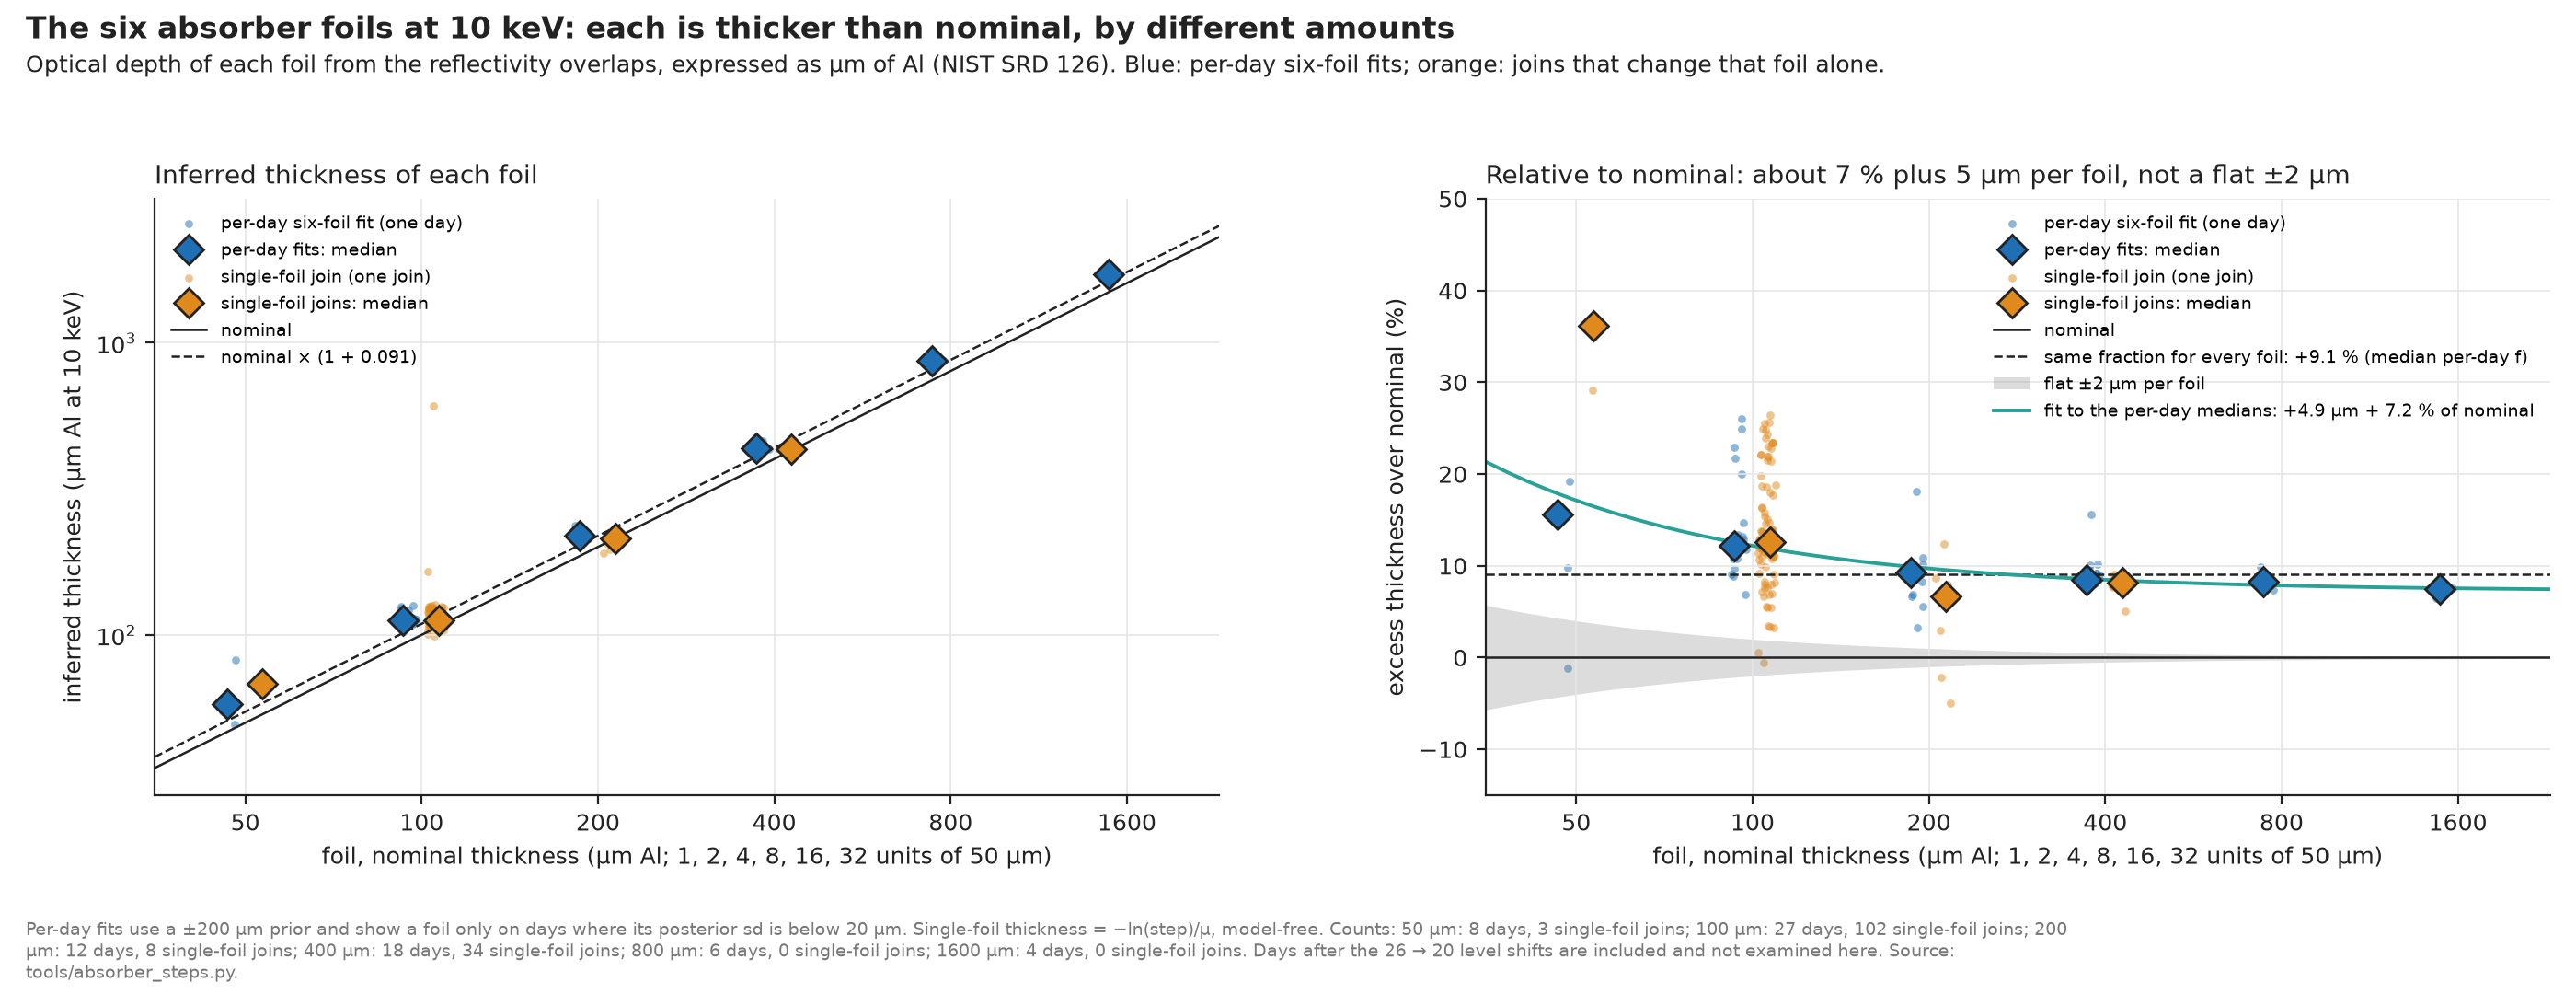 The six absorber foils at 10 keV: each is thicker than nominal, by different amounts
Optical depth of each foil from the reflectivity overlaps, expressed as µm of Al (NIST SRD 126). Blue: per-day six-foil fits; orange: joins that change that foil alone.
Inferred thickness of each foil
per-day six-foil fit (one day)
per-day fits: median
single-foil join (one join)
single-foil joins: median
nominal
nominal × (1 + 0.091)
10³
10²
inferred thickness (µm Al at 10 keV)
50 100 200 400 800 1600
foil, nominal thickness (µm Al; 1, 2, 4, 8, 16, 32 units of 50 µm)
Relative to nominal: about 7 % plus 5 µm per foil, not a flat ±2 µm
per-day six-foil fit (one day)
per-day fits: median
single-foil join (one join)
single-foil joins: median
nominal
same fraction for every foil: +9.1 % (median per-day f)
flat ±2 µm per foil
fit to the per-day medians: +4.9 µm + 7.2 % of nominal
50
40
30
20
10
0
−10
excess thickness over nominal (%)
50 100 200 400 800 1600
foil, nominal thickness (µm Al; 1, 2, 4, 8, 16, 32 units of 50 µm)
Per-day fits use a ±200 µm prior and show a foil only on days where its posterior sd is below 20 µm. Single-foil thickness = −ln(step)/µ, model-free. Counts: 50 µm: 8 days, 3 single-foil joins; 100 µm: 27 days, 102 single-foil joins; 200
µm: 12 days, 8 single-foil joins; 400 µm: 18 days, 34 single-foil joins; 800 µm: 6 days, 0 single-foil joins; 1600 µm: 4 days, 0 single-foil joins. Days after the 26 → 20 level shifts are included and not examined here. Source:
tools/absorber_steps.py.